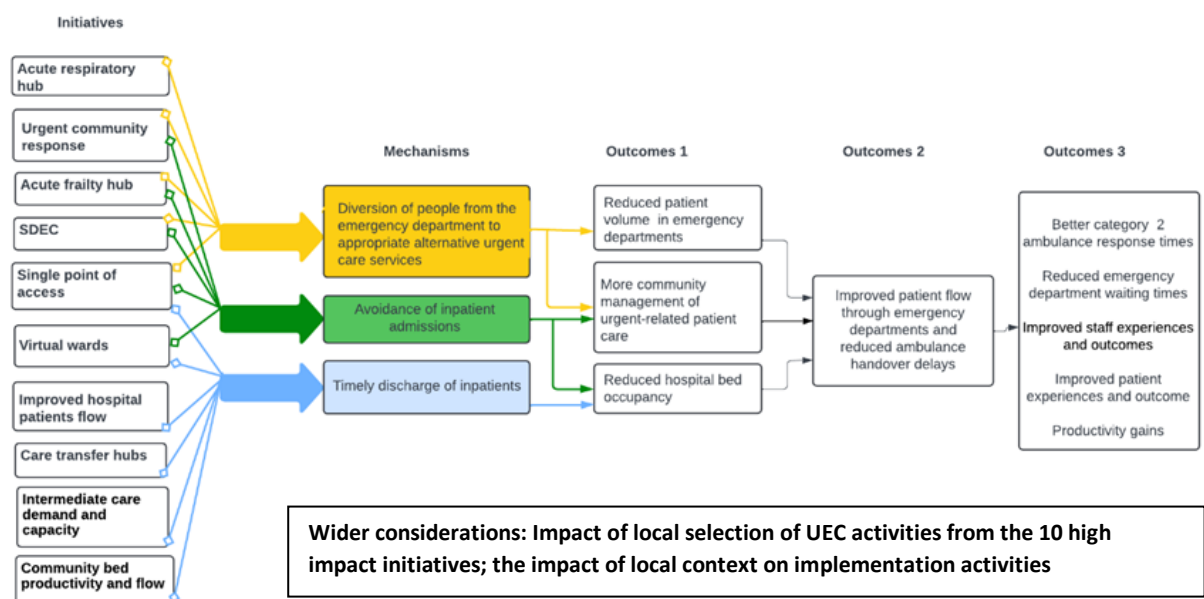 Initiatives
Acute respiratory
hub
Urgent community
response
Acute frailty hub
SDEC
Single point of
access
Virtual wards
Improved hospital
patients flow
Care transfer hubs
Intermediate care
demand and
capacity
Community bed
productivity and flow
Mechanisms
Diversion of people from the
emergency department to
appropriate alternative urgent
care services
Avoidance of inpatient
admissions
Timely discharge of inpatients
Outcomes 1
Reduced patient
volume in emergency
departments
More community
management of
urgent-related patient
care
Reduced hospital bed
occupancy
Outcomes 2
Improved patient flow
through emergency
departments and
reduced ambulance
handover delays
Outcomes 3
Better category 2
ambulance response times
Reduced emergency
department waiting times
Improved staff experiences
and outcomes
Improved patient
experiences and outcome
Productivity gains
Wider considerations: Impact of local selection of UEC activities from the 10 high
impact initiatives; the impact of local context on implementation activities